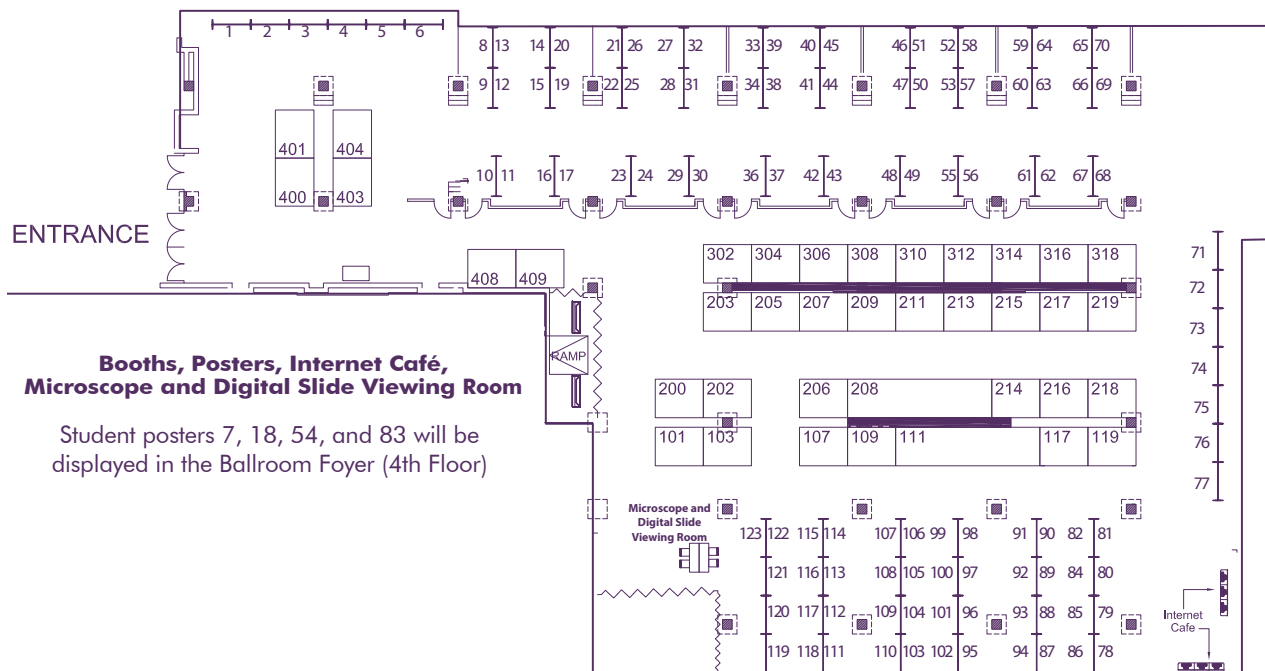 1 2 3 4 5 6
8 13 14 20 21 26 27 32 33 39 40 45 46 51 52 58 59 64 65 70
9 12 15 19 22 25 28 31 34 38 41 44 47 50 53 57 60 63 66 69
401 404
400 403
10 11 16 17 23 24 29 30 36 37 42 43 48 49 55 56 61 62 67 68
ENTRANCE
408 409
302 304 306 308 310 312 314 316 318
203 205 207 209 211 213 215 217 219
71
72
73
74
75
76
77
RAMP
Booths, Posters, Internet Café,
Microscope and Digital Slide Viewing Room
Student posters 7, 18, 54, and 83 will be
displayed in the Ballroom Foyer (4th Floor)
200 202 206 208 214 216 218
101 103 107 109 111 117 119
Microscope and
Digital Slide
Viewing Room
123 122 115 114 107 106 99 98 91 90 82 81
121 116 113 108 105 100 97 92 89 84 80
120 117 112 109 104 101 96 93 88 85 79
119 118 111 110 103 102 95 94 87 86 78
Internet
Cafe